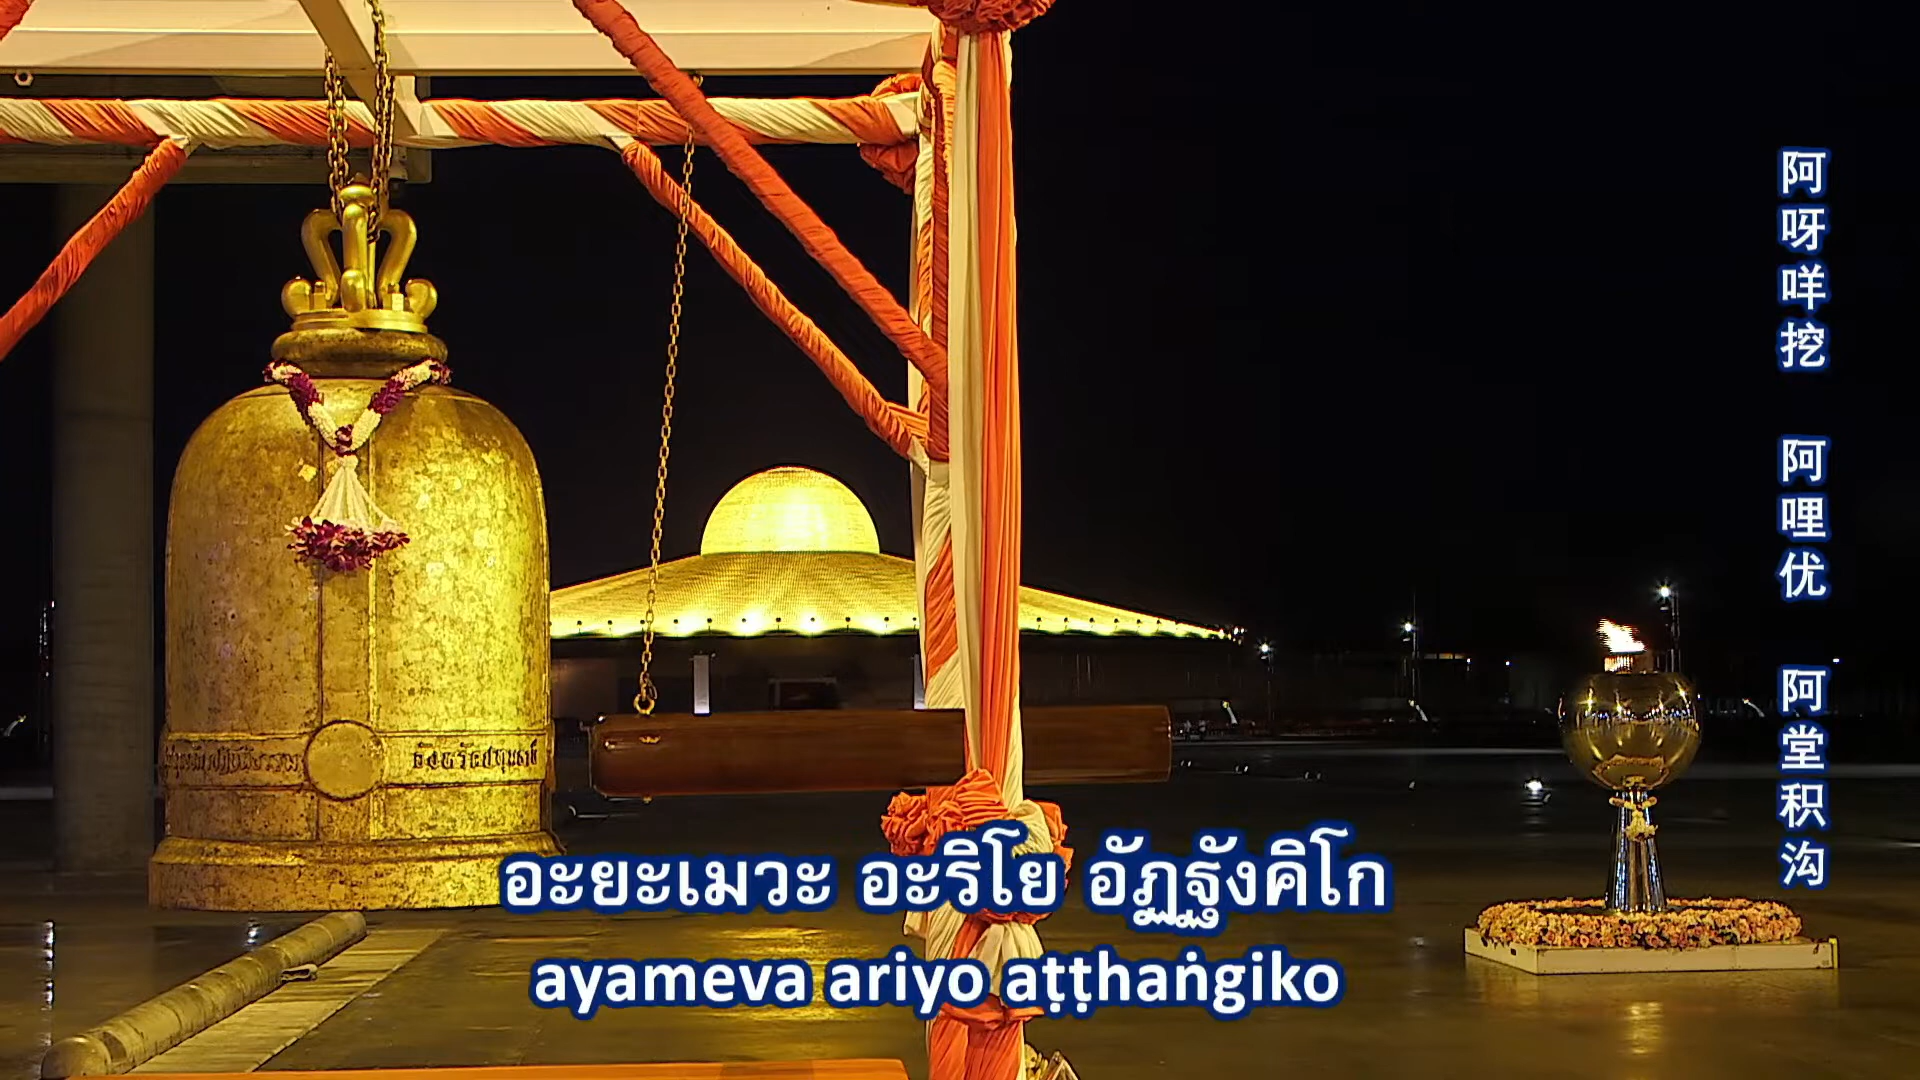 อะยะเมวะ อะริโย อัฏฐังคิโก
ayameva ariyo aṭṭhaṅgiko
阿呀咩挖 阿哩优 阿堂积沟